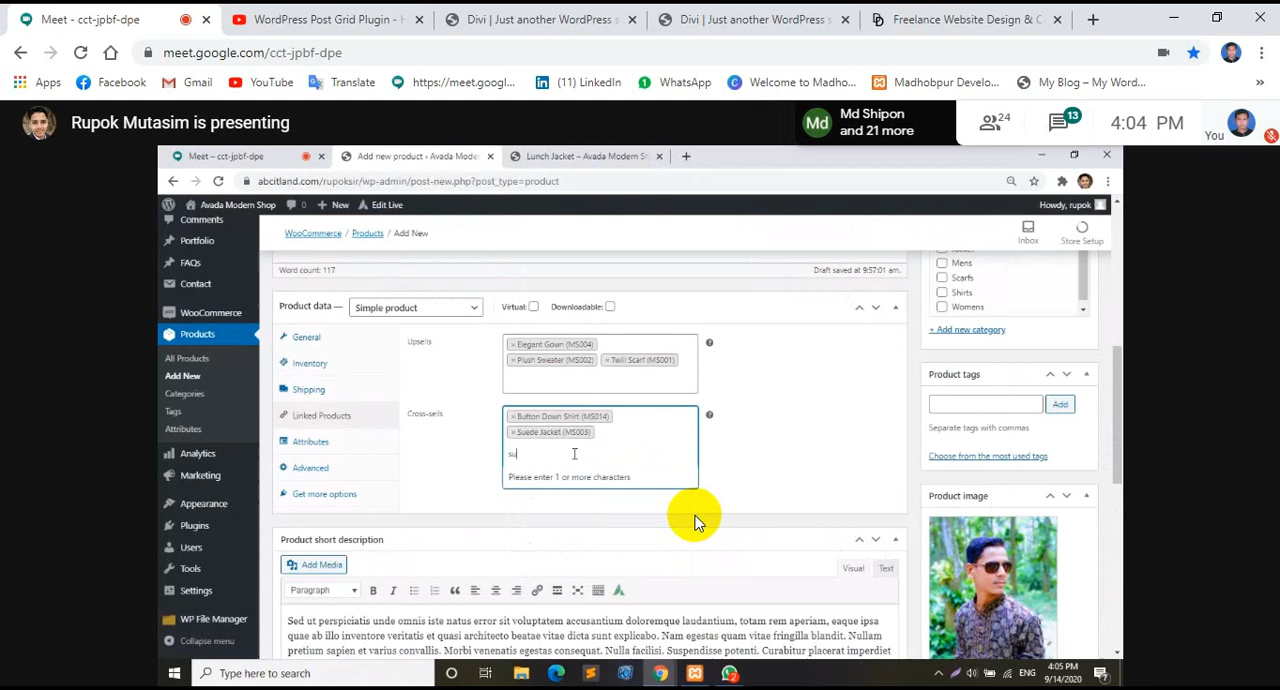 Meet - cct-jpbf-dpe
WordPress Post Grid Plugin - H
Divi | Just another WordPress s
Divi | Just another WordPress s
Freelance Website Design & C
meet.google.com/cct-jpbf-dpe
Apps
Facebook
Gmail
YouTube
Translate
https://meet.googl...
(11) LinkedIn
WhatsApp
Welcome to Madho...
Madhobpur Develo...
My Blog – My Wor...
Rupok Mutasim is presenting
Md
Md Shipon
and 21 more
24
13
4:04 PM
You
Meet – cct-jpbf-dpe
Add new product ‹ Avada Moder
Lunch Jacket – Avada Modern St
abcitland.com/rupoksir/wp-admin/post-new.php?post_type=product
Avada Modern Shop
0
New
Edit Live
Howdy, rupok
Comments
Portfolio
FAQs
Contact
WooCommerce
Products
All Products
Add New
Categories
Tags
Attributes
Analytics
Marketing
Appearance
Plugins
Users
Tools
Settings
WP File Manager
Collapse menu
WooCommerce / Products / Add New
Inbox
Store Setup
Word count: 117
Draft saved at 9:57:01 am.
Product data —
Simple product
Virtual:
Downloadable:
General
Inventory
Shipping
Linked Products
Attributes
Advanced
Get more options
Upsells
× Elegant Gown (MS004)
× Plush Sweater (MS002)
× Twill Scarf (MS001)
Cross-sells
× Button Down Shirt (MS014)
× Suede Jacket (MS003)
su
Please enter 1 or more characters
Product short description
Add Media
Visual
Text
Paragraph
B
I
Sed ut perspiciatis unde omnis iste natus error sit voluptatem accusantium doloremque laudantium, totam rem aperiam, eaque ipsa
quae ab illo inventore veritatis et quasi architecto beatae vitae dicta sunt explicabo. Nam egestas quam vitae fringilla blandit. Nullam
pretium sapien et varius convallis. Morbi venenatis egestas consequat. Nulla facilisi. Suspendisse potenti. Curabitur placerat imperdiet
Mens
Scarfs
Shirts
Womens
+ Add new category
Product tags
Add
Separate tags with commas
Choose from the most used tags
Product image
Type here to search
2
ENG
4:05 PM
9/14/2020